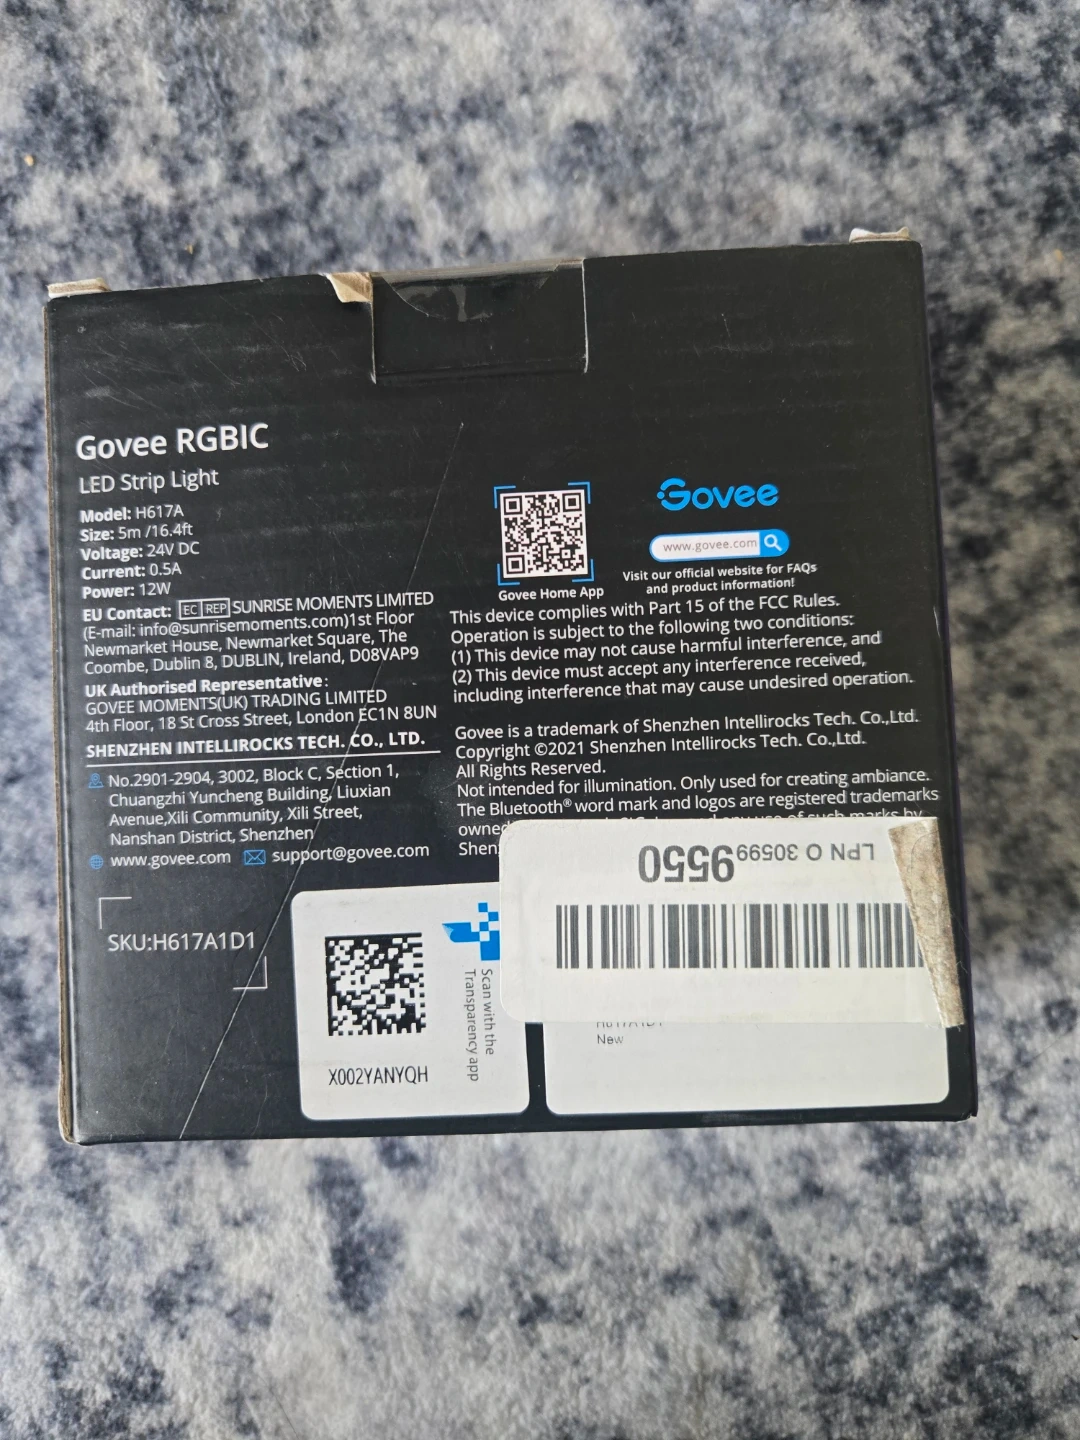 Govee RGBIC
LED Strip Light
Model: H617A
Size: 5m /16.4ft
Voltage: 24V DC
Current: 0.5A
Power: 12W
EU Contact: EC REP SUNRISE MOMENTS LIMITED
(E-mail: info@sunrisemoments.com)1st Floor
Newmarket House, Newmarket Square, The
Coombe, Dublin 8, DUBLIN, Ireland, D08VAP9
UK Authorised Representative:
GOVEE MOMENTS(UK) TRADING LIMITED
4th Floor, 18 St Cross Street, London EC1N 8UN
SHENZHEN INTELLIROCKS TECH. CO., LTD.
No.2901-2904, 3002, Block C, Section 1,
Chuangzhi Yuncheng Building, Liuxian
Avenue,Xili Community, Xili Street,
Nanshan District, Shenzhen
www.govee.com support@govee.com
SKU:H617A1D1
Govee Home App
Govee
www.govee.com
Visit our official website for FAQs
and product information!
This device complies with Part 15 of the FCC Rules.
Operation is subject to the following two conditions:
(1) This device may not cause harmful interference, and
(2) This device must accept any interference received,
including interference that may cause undesired operation.
Govee is a trademark of Shenzhen Intellirocks Tech. Co.,Ltd.
Copyright ©2021 Shenzhen Intellirocks Tech. Co.,Ltd.
All Rights Reserved.
Not intended for illumination. Only used for creating ambiance.
The Bluetooth® word mark and logos are registered trademarks
owned any use of such marks by
Shen
LPN O 30599 9550
X002YANYQH
Scan with the
Transparency app
H617A1D1
New